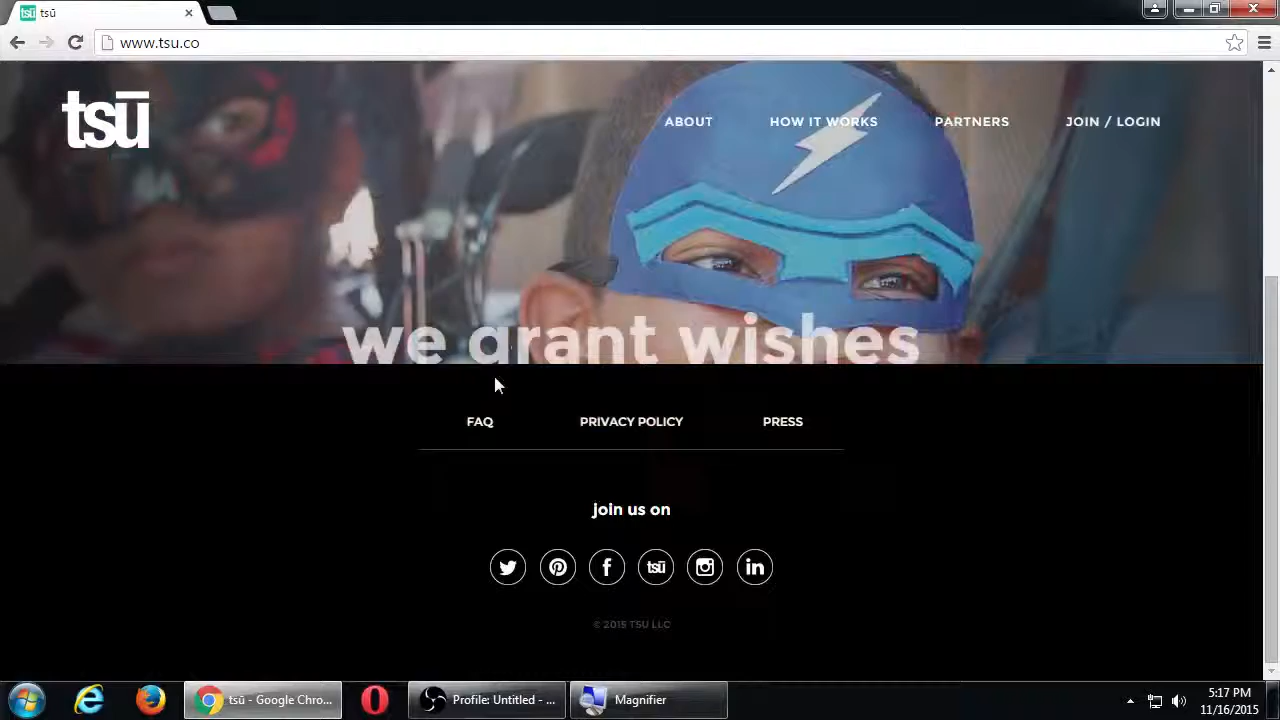 tsū
www.tsu.co
tsū
ABOUT
HOW IT WORKS
PARTNERS
JOIN / LOGIN
we grant wishes
FAQ
PRIVACY POLICY
PRESS
join us on
tsū
© 2015 TSU LLC
tsū - Google Chro...
Profile: Untitled - ...
Magnifier
5:17 PM
11/16/2015